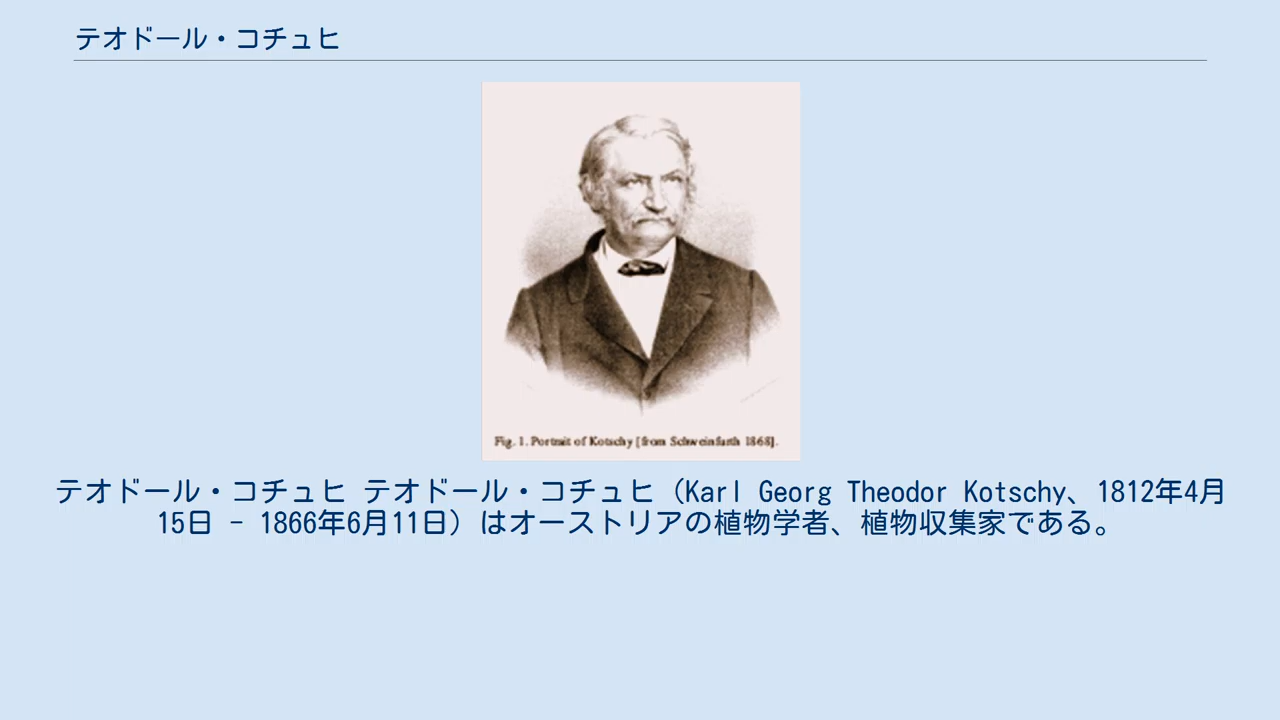 テオドール・コチュヒ
Fig. 1. Portrait of Kotschy [from Schweinfurth 1868].
テオドール・コチュヒ テオドール・コチュヒ（Karl Georg Theodor Kotschy、1812年4月
15日 - 1866年6月11日）はオーストリアの植物学者、植物収集家である。